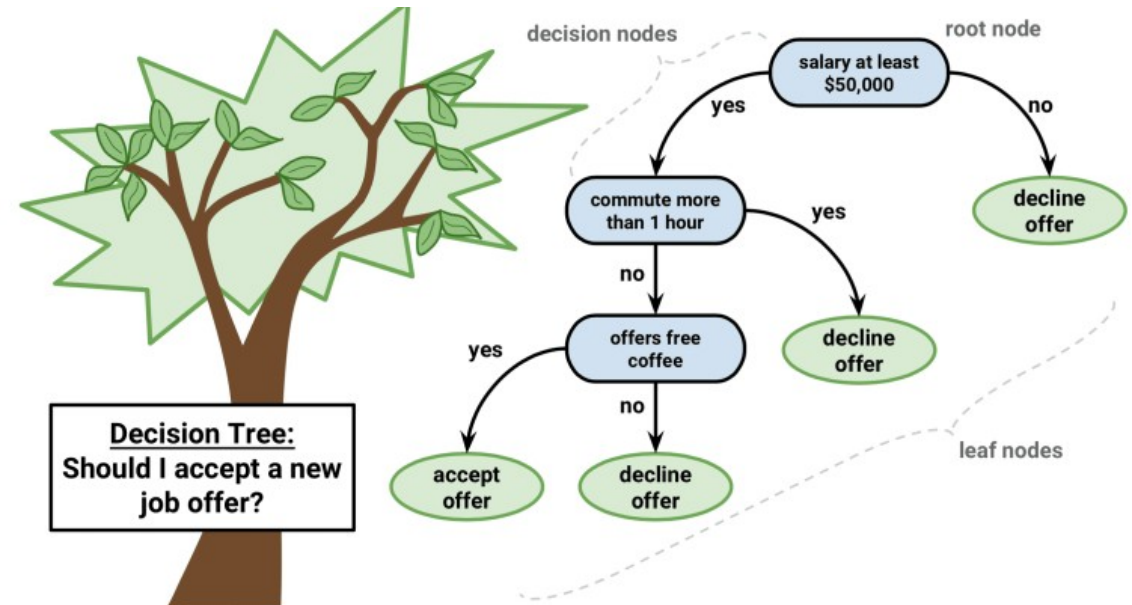 decision nodes
root node
salary at least
$50,000
yes
no
commute more
than 1 hour
yes
decline
offer
no
offers free
coffee
decline
offer
yes
no
Decision Tree:
Should I accept a new
job offer?
accept
offer
decline
offer
leaf nodes